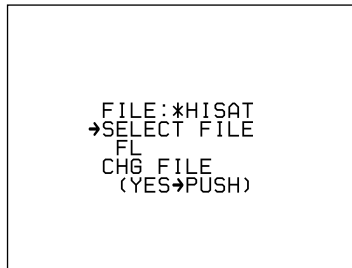 FILE:*HISAT
➔SELECT FILE
FL
CHG FILE
(YES➔PUSH)